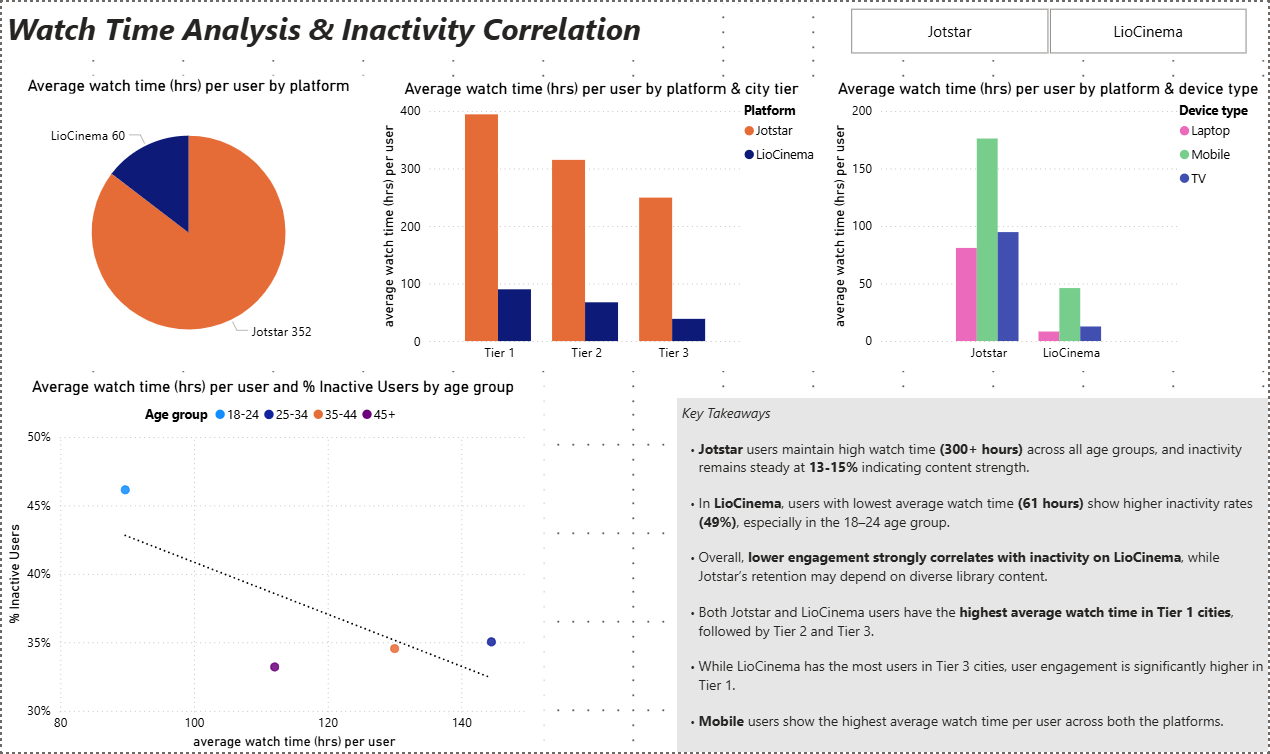 Watch Time Analysis & Inactivity Correlation
Jotstar
LioCinema
Average watch time (hrs) per user by platform
LioCinema 60
Jotstar 352
Average watch time (hrs) per user by platform & city tier
Platform
Jotstar
LioCinema
average watch time (hrs) per user
400
300
200
100
0
Tier 1
Tier 2
Tier 3
Average watch time (hrs) per user by platform & device type
Device type
Laptop
Mobile
TV
average watch time (hrs) per user
200
150
100
50
0
Jotstar
LioCinema
Average watch time (hrs) per user and % Inactive Users by age group
Age group 18-24 25-34 35-44 45+
% Inactive Users
50%
45%
40%
35%
30%
80
100
120
140
average watch time (hrs) per user
Key Takeaways
• Jotstar users maintain high watch time (300+ hours) across all age groups, and inactivity
remains steady at 13-15% indicating content strength.
• In LioCinema, users with lowest average watch time (61 hours) show higher inactivity rates
(49%), especially in the 18–24 age group.
• Overall, lower engagement strongly correlates with inactivity on LioCinema, while
Jotstar's retention may depend on diverse library content.
• Both Jotstar and LioCinema users have the highest average watch time in Tier 1 cities,
followed by Tier 2 and Tier 3.
• While LioCinema has the most users in Tier 3 cities, user engagement is significantly higher in
Tier 1.
• Mobile users show the highest average watch time per user across both the platforms.